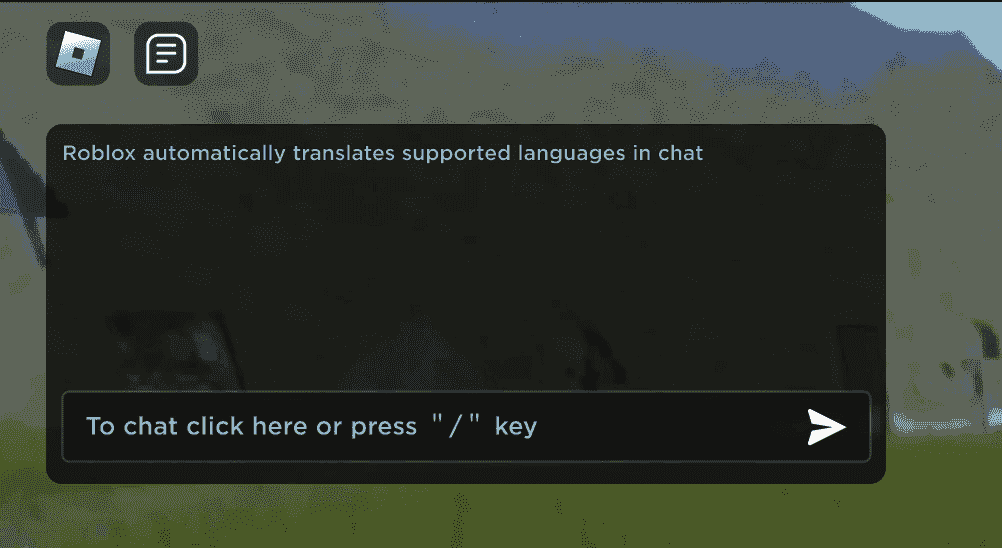 Roblox automatically translates supported languages in chat
To chat click here or press "/" key